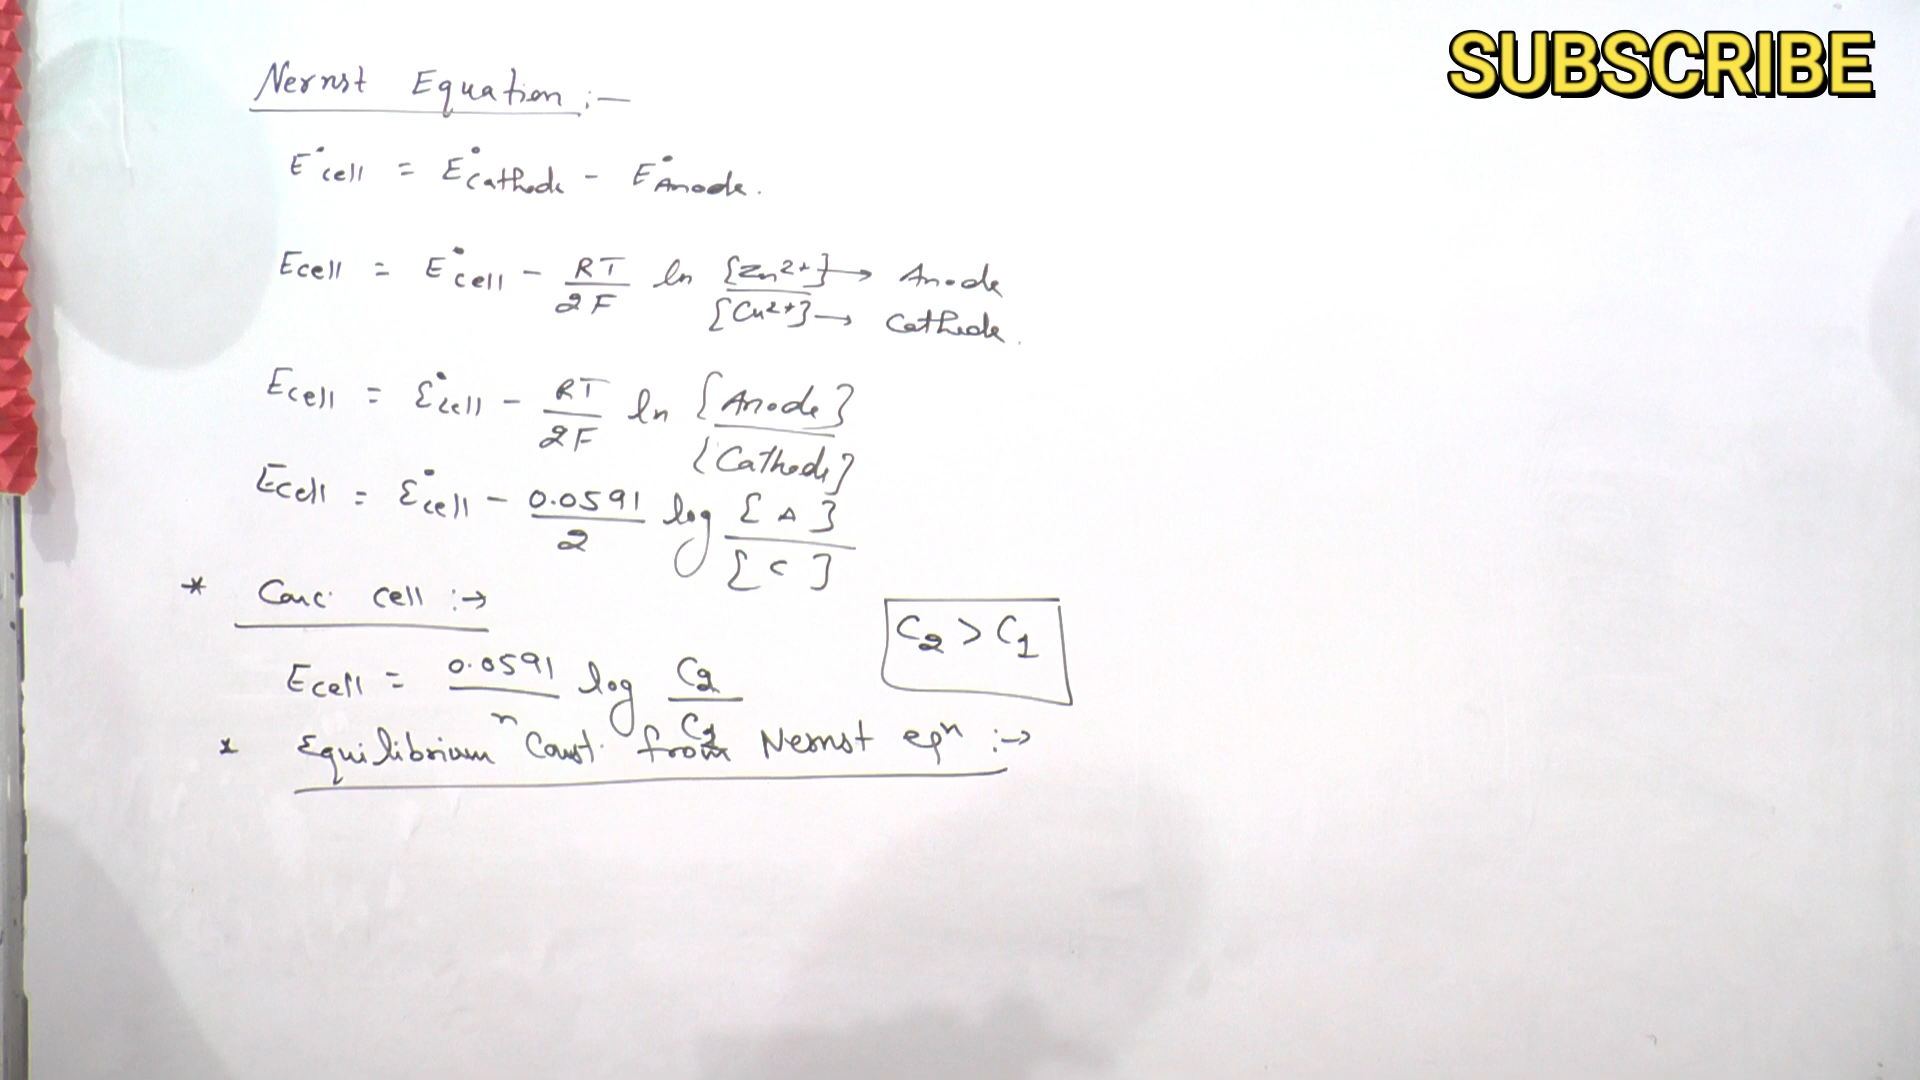 SUBSCRIBE
Nernst Equation :-
E°cell = E°cathode - E°Anode.
Ecell = E°cell - RT/2F ln [Zn2+] → Anode / [Cu2+] → Cathode.
Ecell = E°cell - RT/2F ln [Anode] / [Cathode]
Ecell = E°cell - 0.0591/2 log [A] / [C]
* Conc. cell :→
C2 > C1
Ecell = 0.0591/n log C2/C1
* Equilibrium Const. from Nernst eqn :→